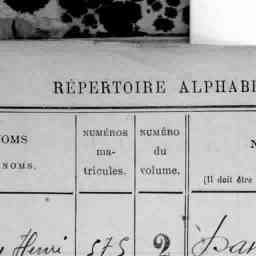 RÉPERTOIRE ALPHABE
NOMS
NOMS.
NUMÉROS
ma-
tricules.
NUMÉRO
du
volume.
N
(Il doit être
Henri
575
2